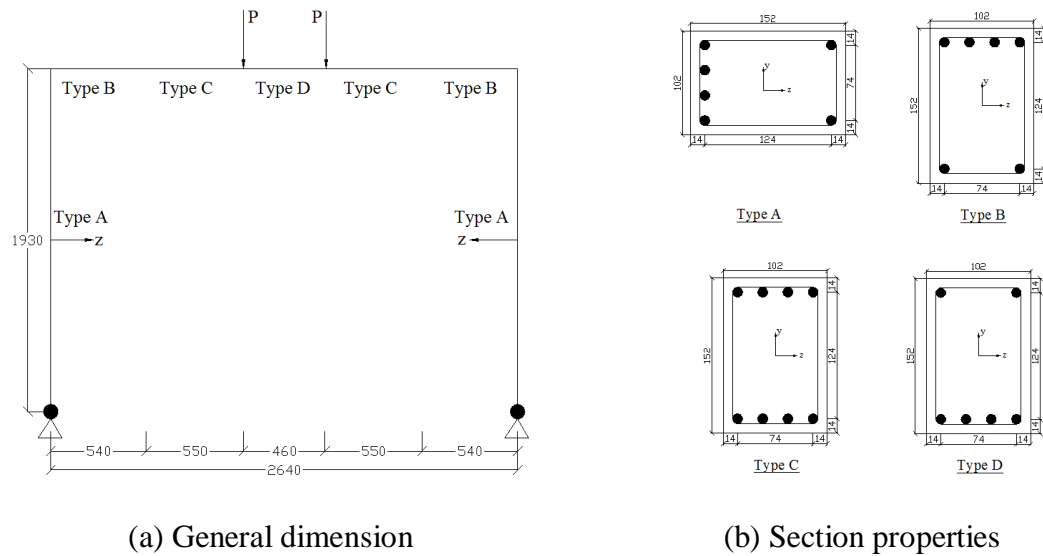 P P
Type B Type C Type D Type C Type B
Type A Type A
z z
1930
540 550 460 550 540
2640
(a) General dimension
152
102
14
74
14
y
z
14 124 14
Type A
102
152
14
124
14
y
z
14 74 14
Type B
102
152
14
124
14
y
z
14 74 14
Type C
102
152
14
124
14
y
z
14 74 14
Type D
(b) Section properties